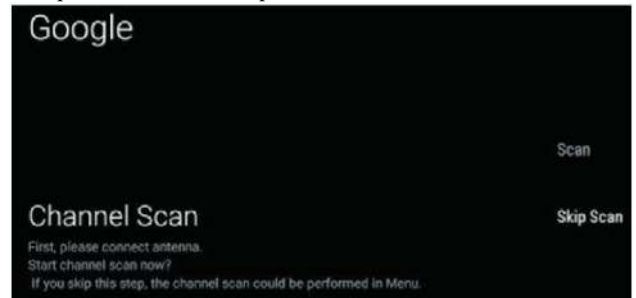 Google
Scan
Channel Scan
Skip Scan
First, please connect antenna.
Start channel scan now?
If you skip this step, the channel scan could be performed in Menu.